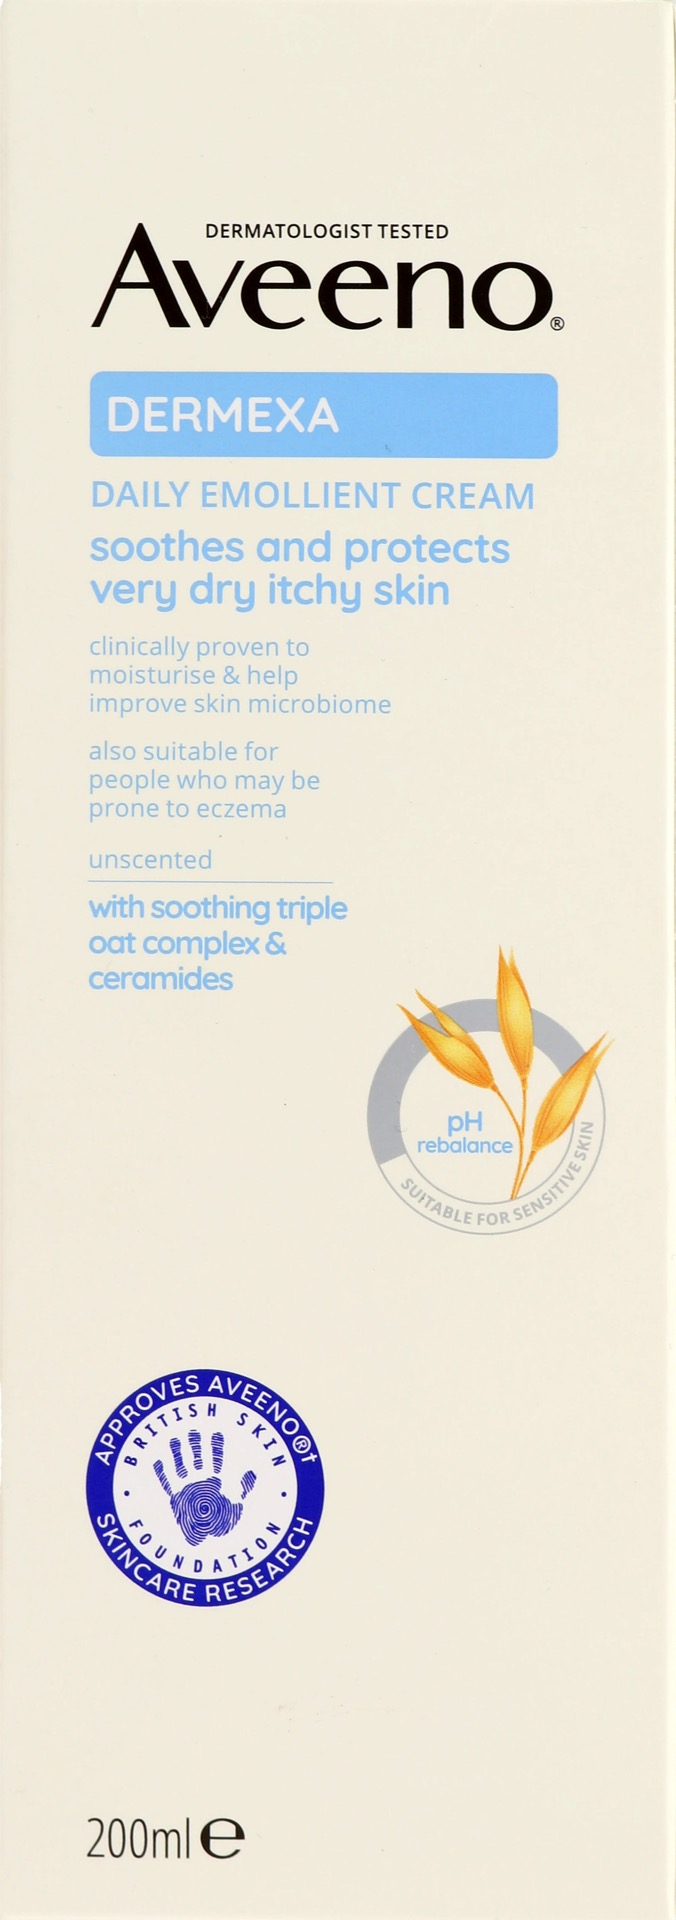 DERMATOLOGIST TESTED
Aveeno®
DERMEXA
DAILY EMOLLIENT CREAM
soothes and protects
very dry itchy skin
clinically proven to
moisturise & help
improve skin microbiome
also suitable for
people who may be
prone to eczema
unscented
with soothing triple
oat complex &
ceramides
pH
rebalance
SUITABLE FOR SENSITIVE SKIN
APPROVES AVEENO®†
BRITISH SKIN
FOUNDATION
SKINCARE RESEARCH
200ml e